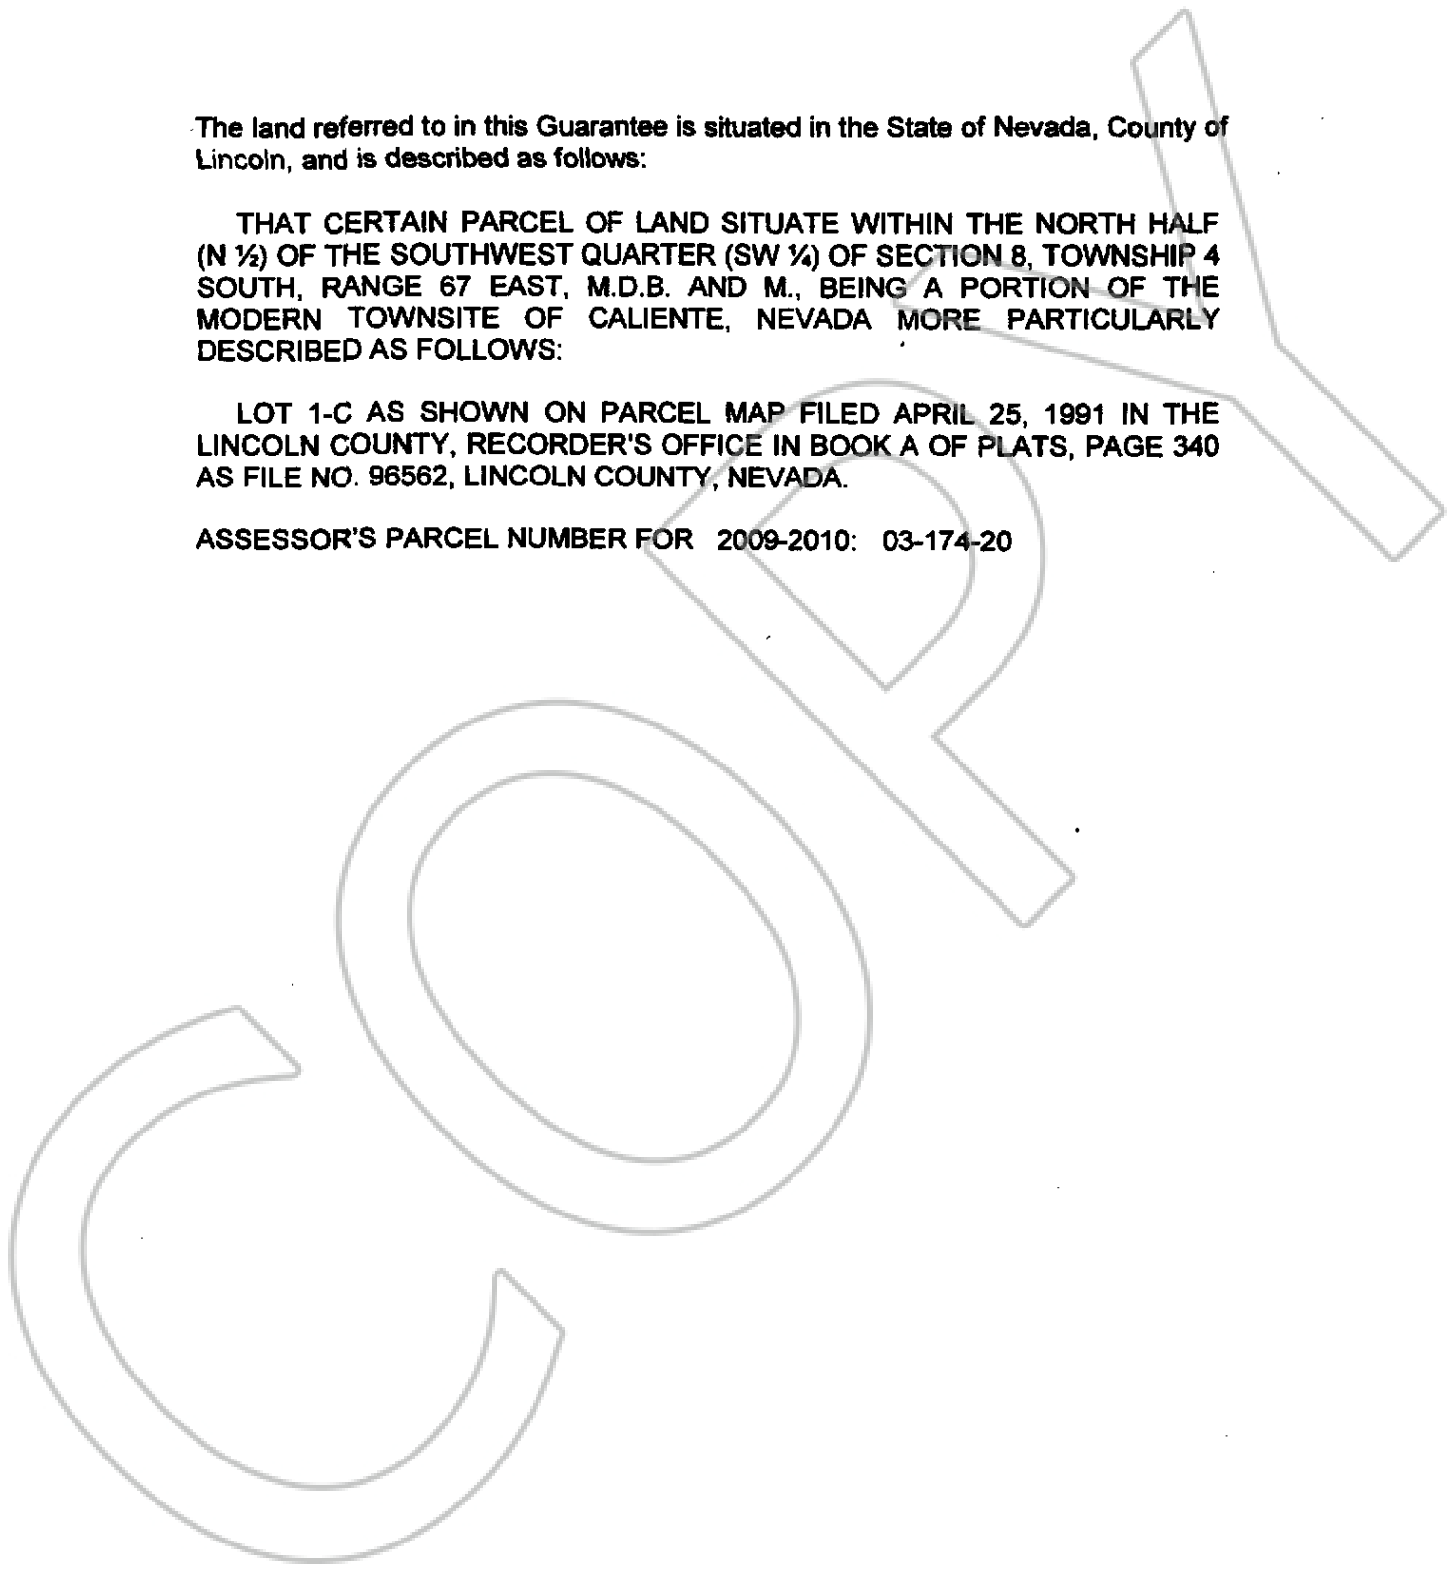 The land referred to in this Guarantee is situated in the State of Nevada, County of
Lincoln, and is described as follows:
THAT CERTAIN PARCEL OF LAND SITUATE WITHIN THE NORTH HALF
(N ½) OF THE SOUTHWEST QUARTER (SW ¼) OF SECTION 8, TOWNSHIP 4
SOUTH, RANGE 67 EAST, M.D.B. AND M., BEING A PORTION OF THE
MODERN TOWNSITE OF CALIENTE, NEVADA MORE PARTICULARLY
DESCRIBED AS FOLLOWS:
LOT 1-C AS SHOWN ON PARCEL MAP FILED APRIL 25, 1991 IN THE
LINCOLN COUNTY, RECORDER'S OFFICE IN BOOK A OF PLATS, PAGE 340
AS FILE NO. 96562, LINCOLN COUNTY, NEVADA.
ASSESSOR'S PARCEL NUMBER FOR 2009-2010: 03-174-20
COPY